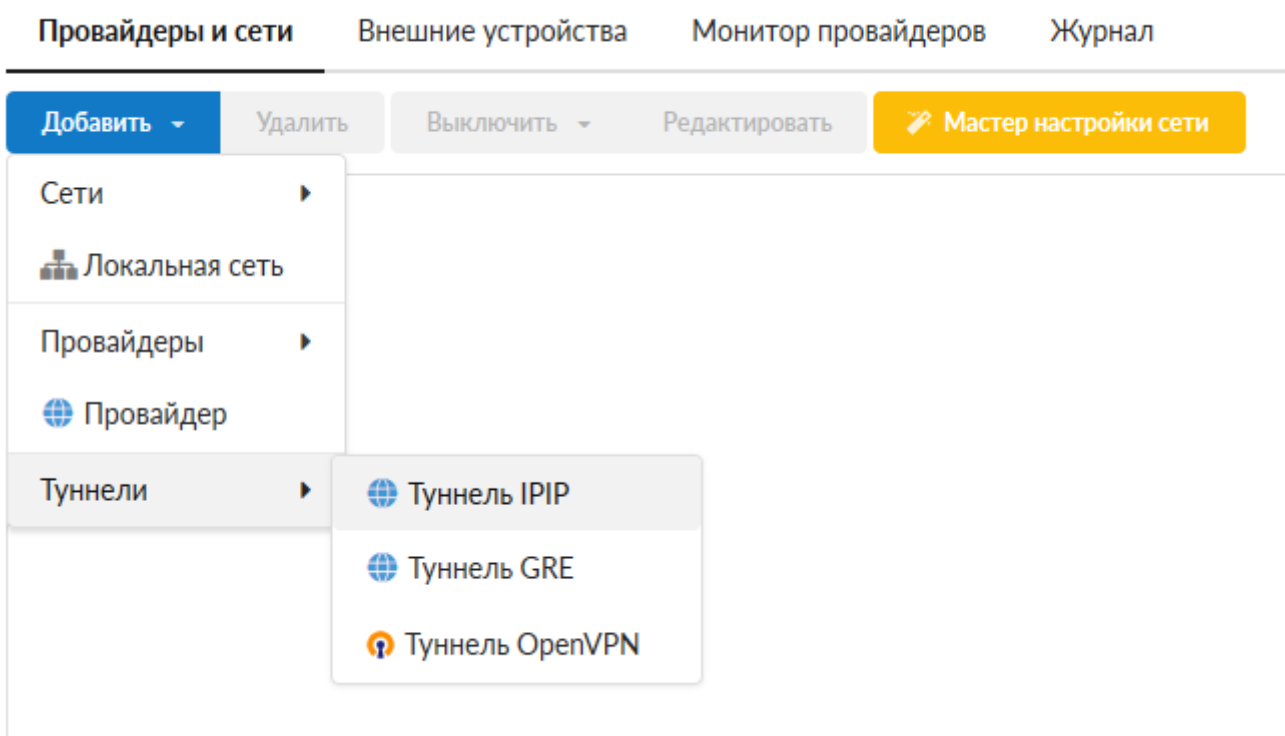 Провайдеры и сети Внешние устройства Монитор провайдеров Журнал
Добавить Удалить Выключить Редактировать Мастер настройки сети
Сети
Локальная сеть
Провайдеры
Провайдер
Туннели
Туннель IPIP
Туннель GRE
Туннель OpenVPN